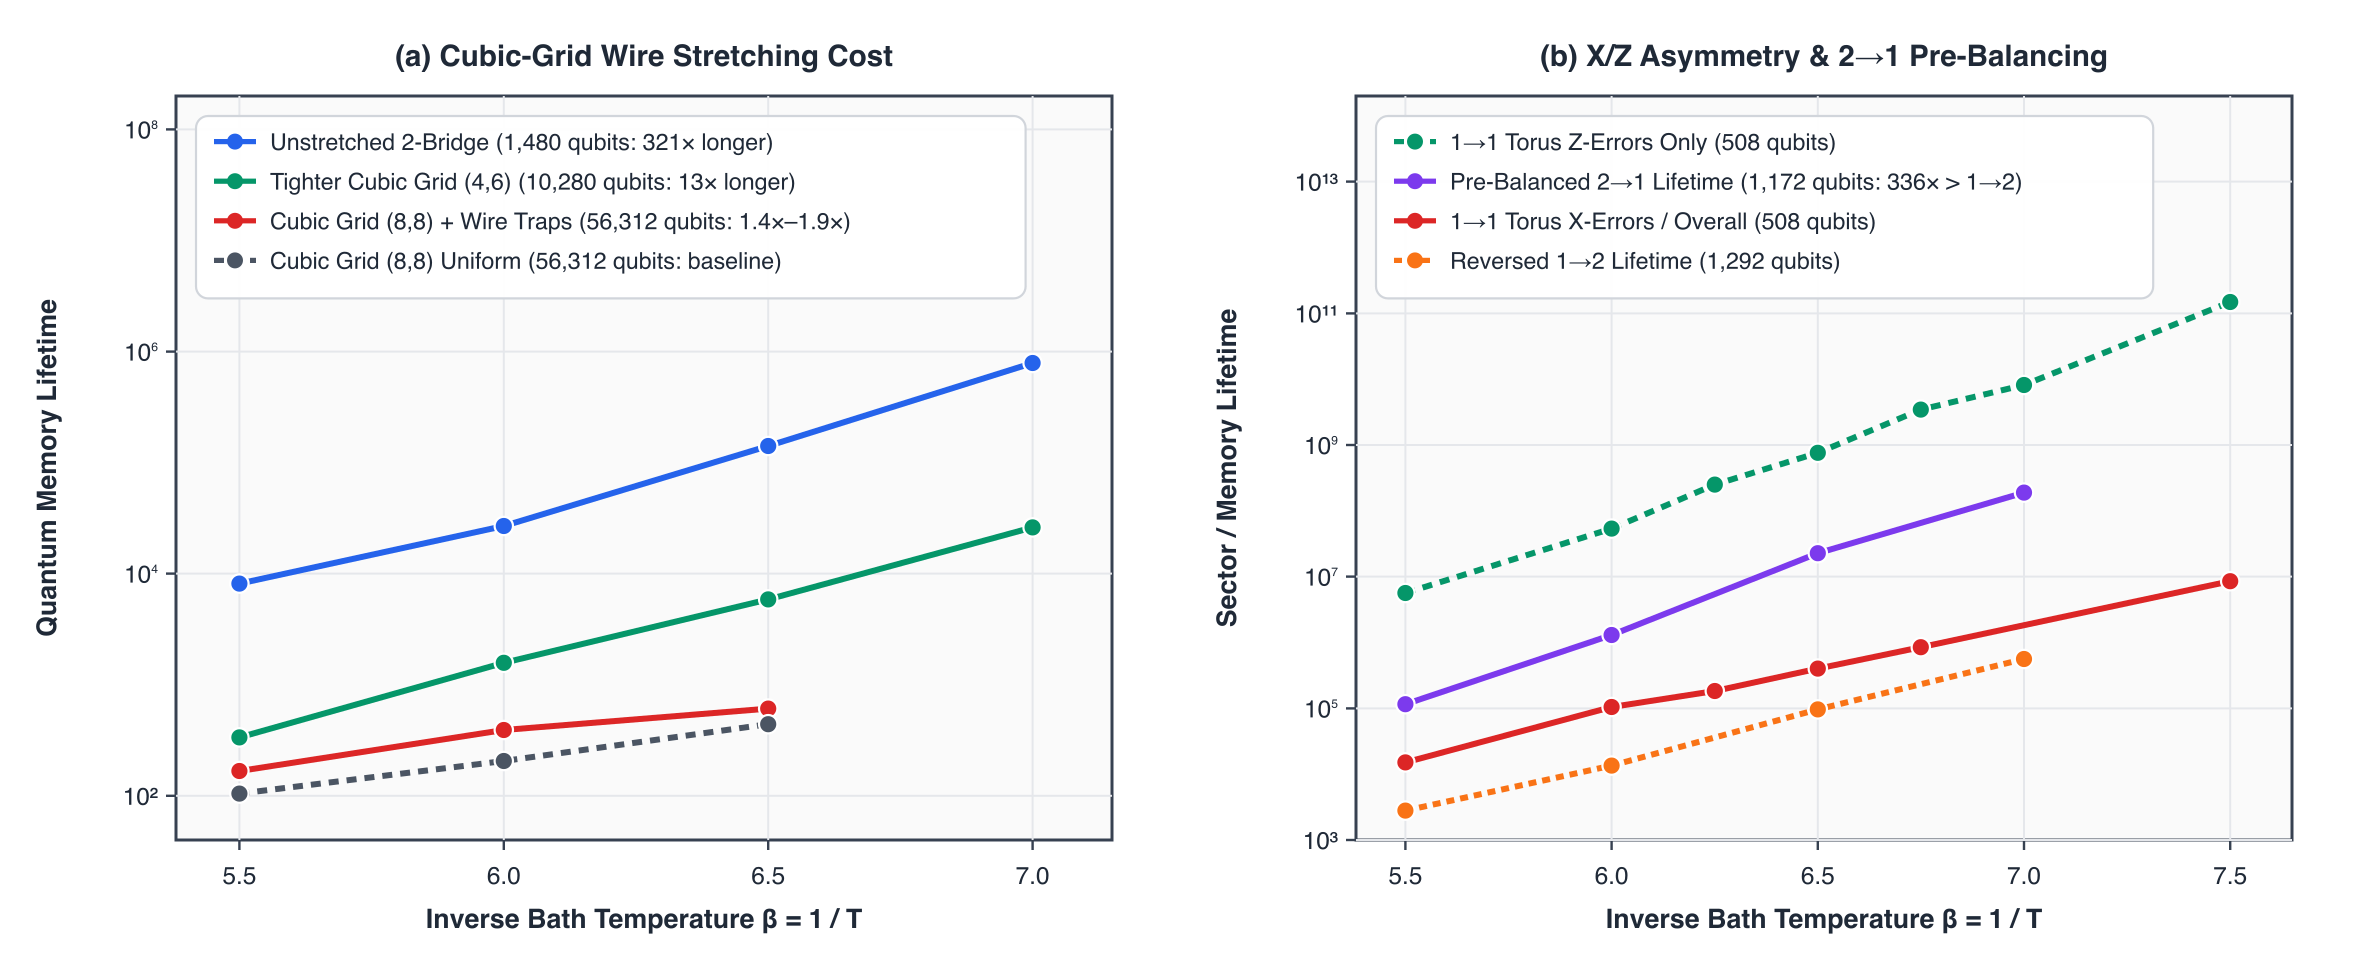 (a) Cubic-Grid Wire Stretching Cost
Quantum Memory Lifetime
10⁸
10⁶
10⁴
10²
Unstretched 2-Bridge (1,480 qubits: 321× longer)
Tighter Cubic Grid (4,6) (10,280 qubits: 13× longer)
Cubic Grid (8,8) + Wire Traps (56,312 qubits: 1.4×–1.9×)
Cubic Grid (8,8) Uniform (56,312 qubits: baseline)
5.5 6.0 6.5 7.0
Inverse Bath Temperature β = 1 / T
(b) X/Z Asymmetry & 2→1 Pre-Balancing
Sector / Memory Lifetime
10¹³
10¹¹
10⁹
10⁷
10⁵
10³
1→1 Torus Z-Errors Only (508 qubits)
Pre-Balanced 2→1 Lifetime (1,172 qubits: 336× > 1→2)
1→1 Torus X-Errors / Overall (508 qubits)
Reversed 1→2 Lifetime (1,292 qubits)
5.5 6.0 6.5 7.0 7.5
Inverse Bath Temperature β = 1 / T